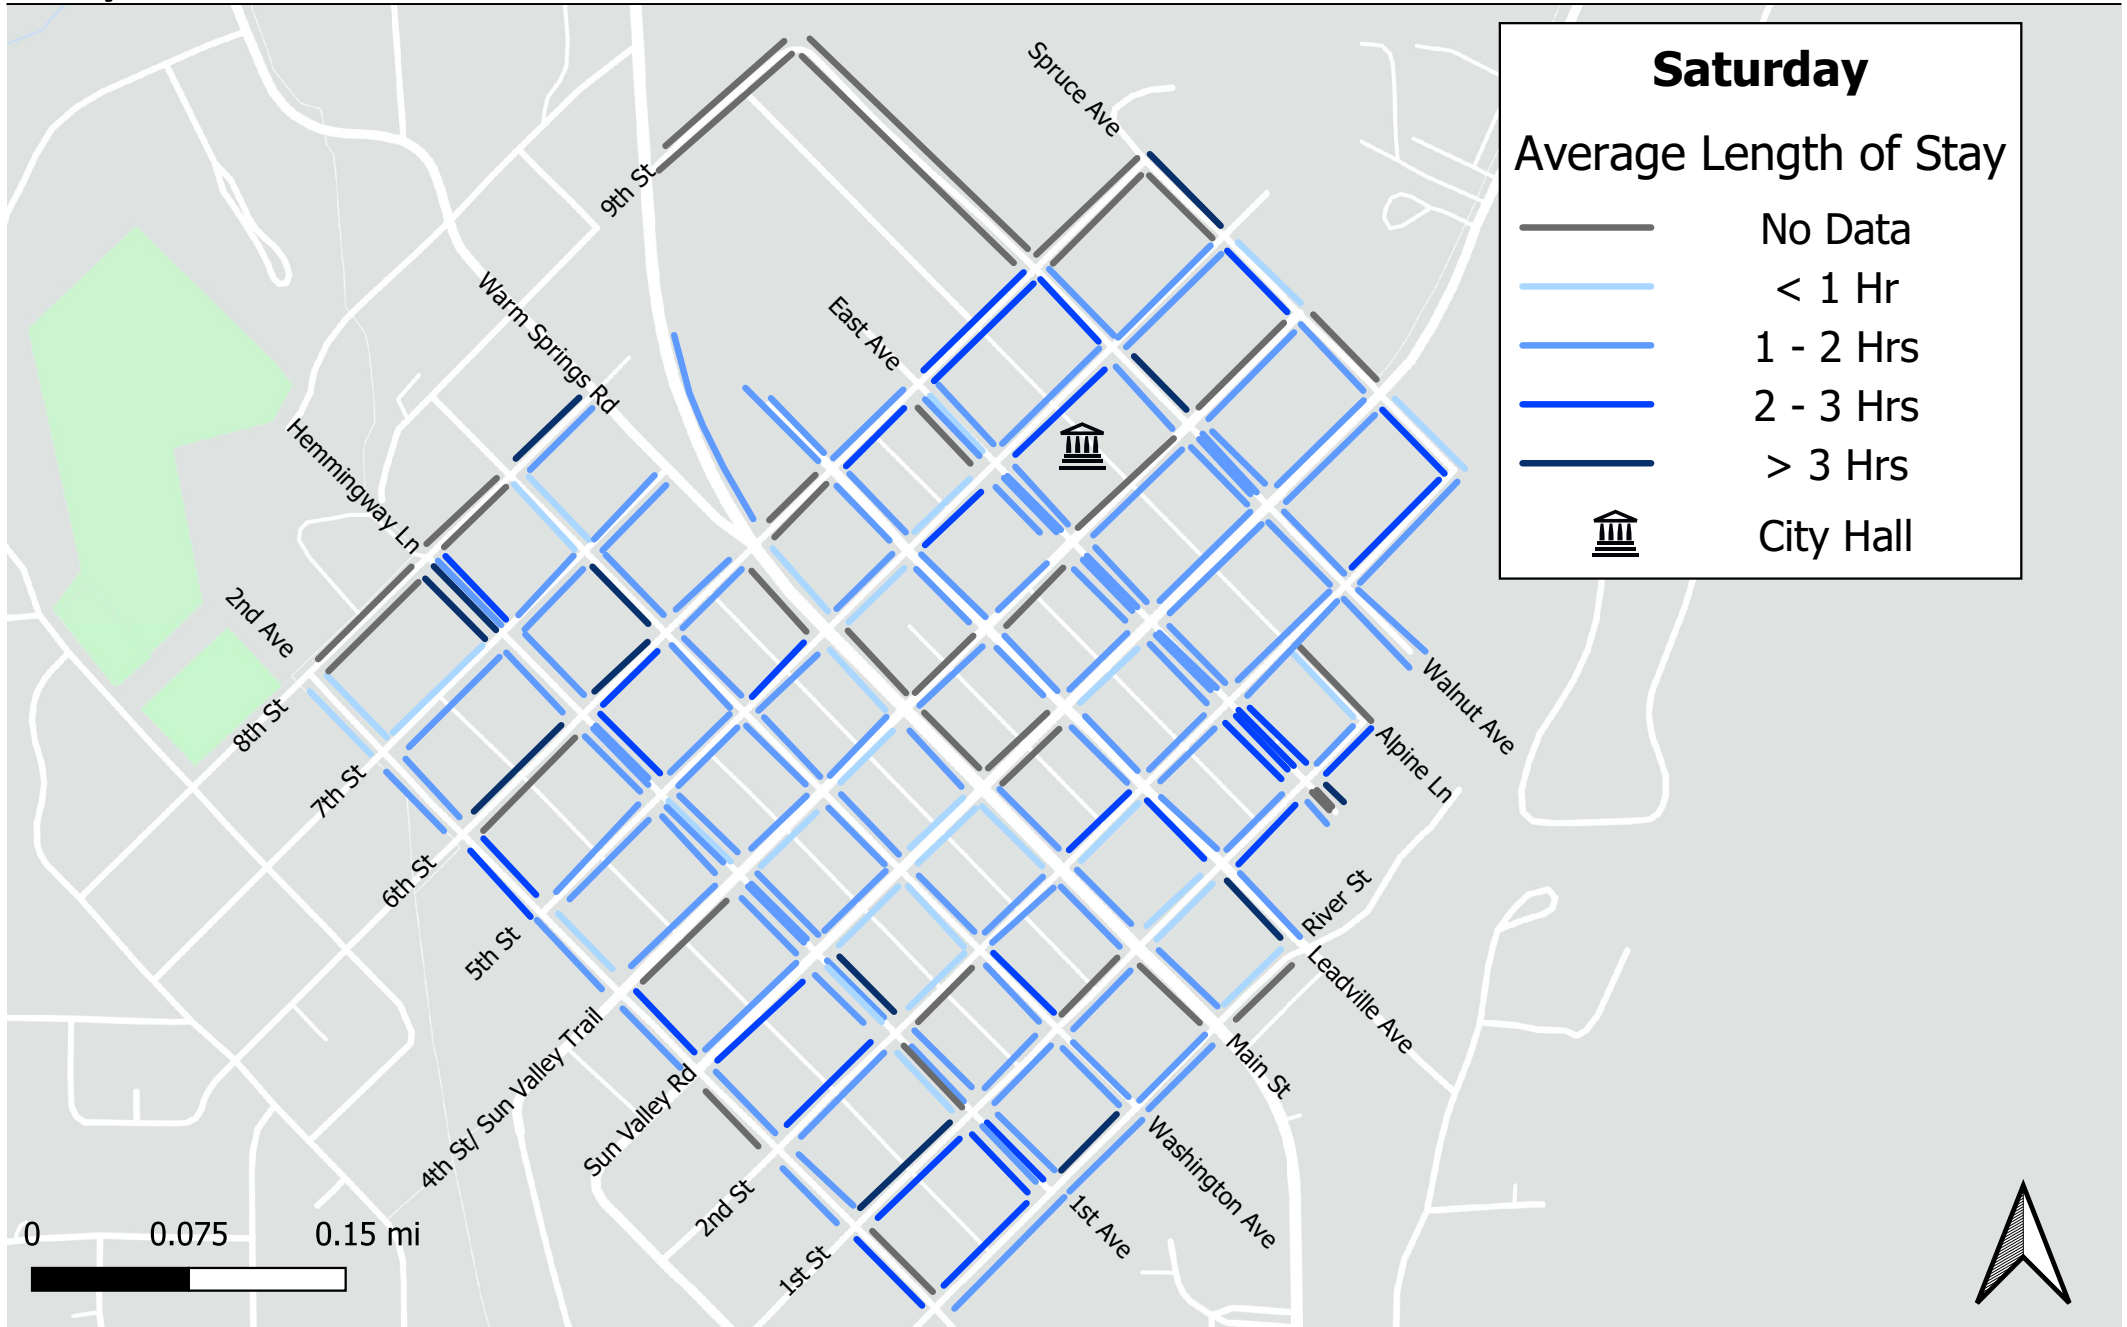 Saturday
Average Length of Stay
No Data
< 1 Hr
1 - 2 Hrs
2 - 3 Hrs
> 3 Hrs
City Hall
Spruce Ave
9th St
East Ave
Warm Springs Rd
Hemmingway Ln
2nd Ave
8th St
7th St
6th St
5th St
4th St/ Sun Valley Trail
Sun Valley Rd
2nd St
1st St
Walnut Ave
Alpine Ln
River St
Leadville Ave
Main St
Washington Ave
1st Ave
0 0.075 0.15 mi